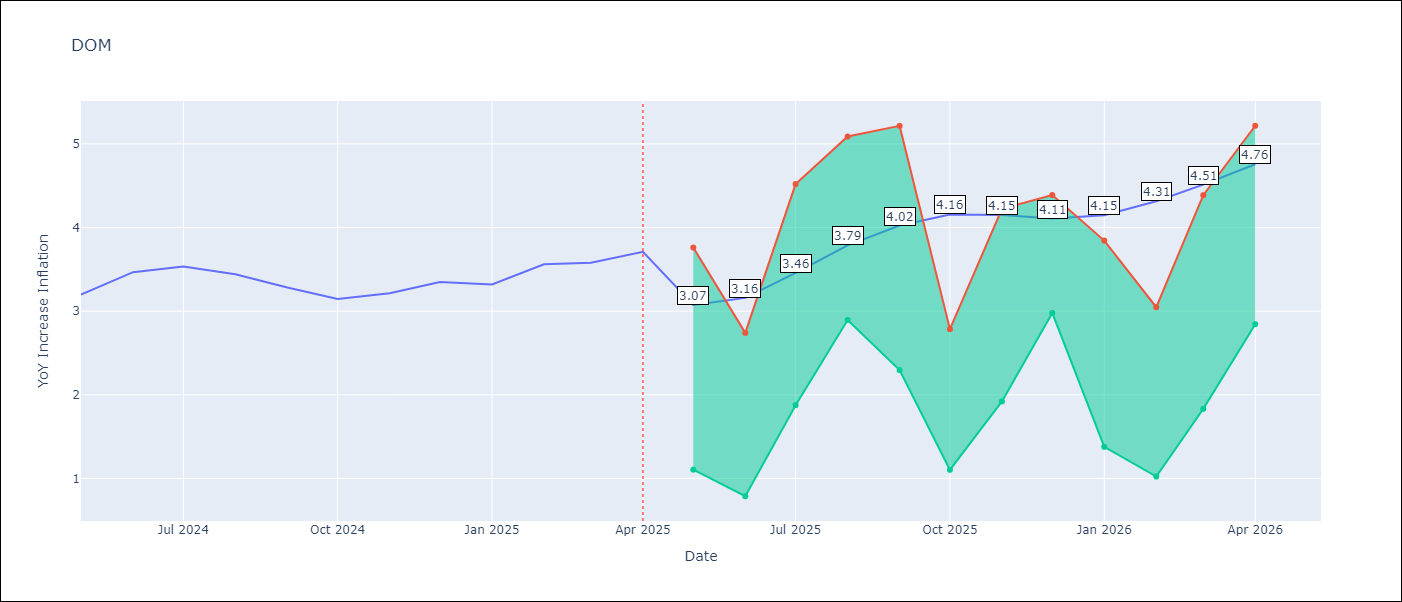 DOM
YoY Increase Inflation
5
4
3
2
1
3.07
3.16
3.46
3.79
4.02
4.16
4.15
4.11
4.15
4.31
4.51
4.76
Jul 2024
Oct 2024
Jan 2025
Apr 2025
Jul 2025
Oct 2025
Jan 2026
Apr 2026
Date